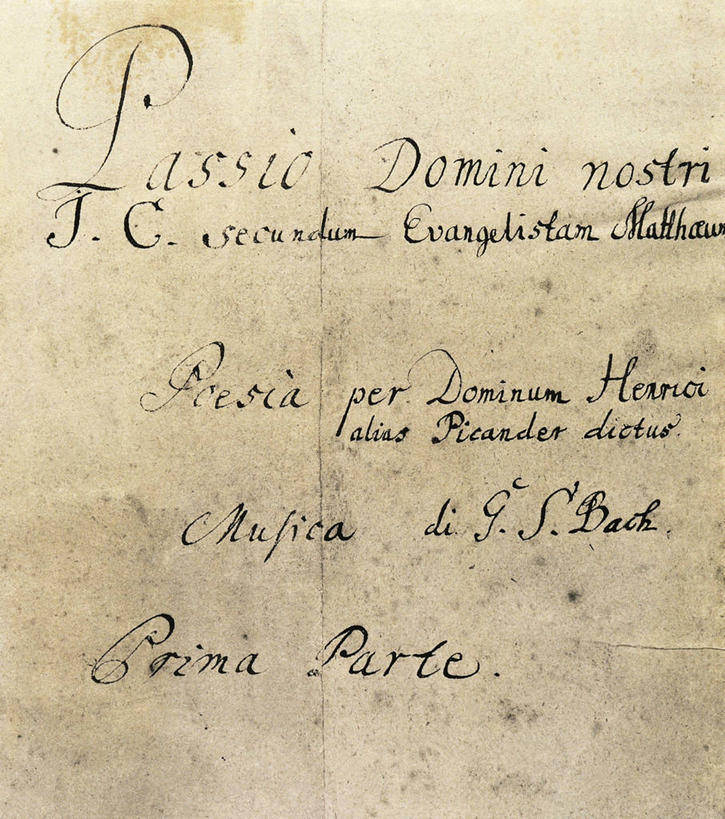 Passio Domini nostri
J. C. secundum Evangelistam Matthæum
Poesia per Dominum Henrici
alias Picander dictus.
Musica di G. S. Bach.
Prima Parte.